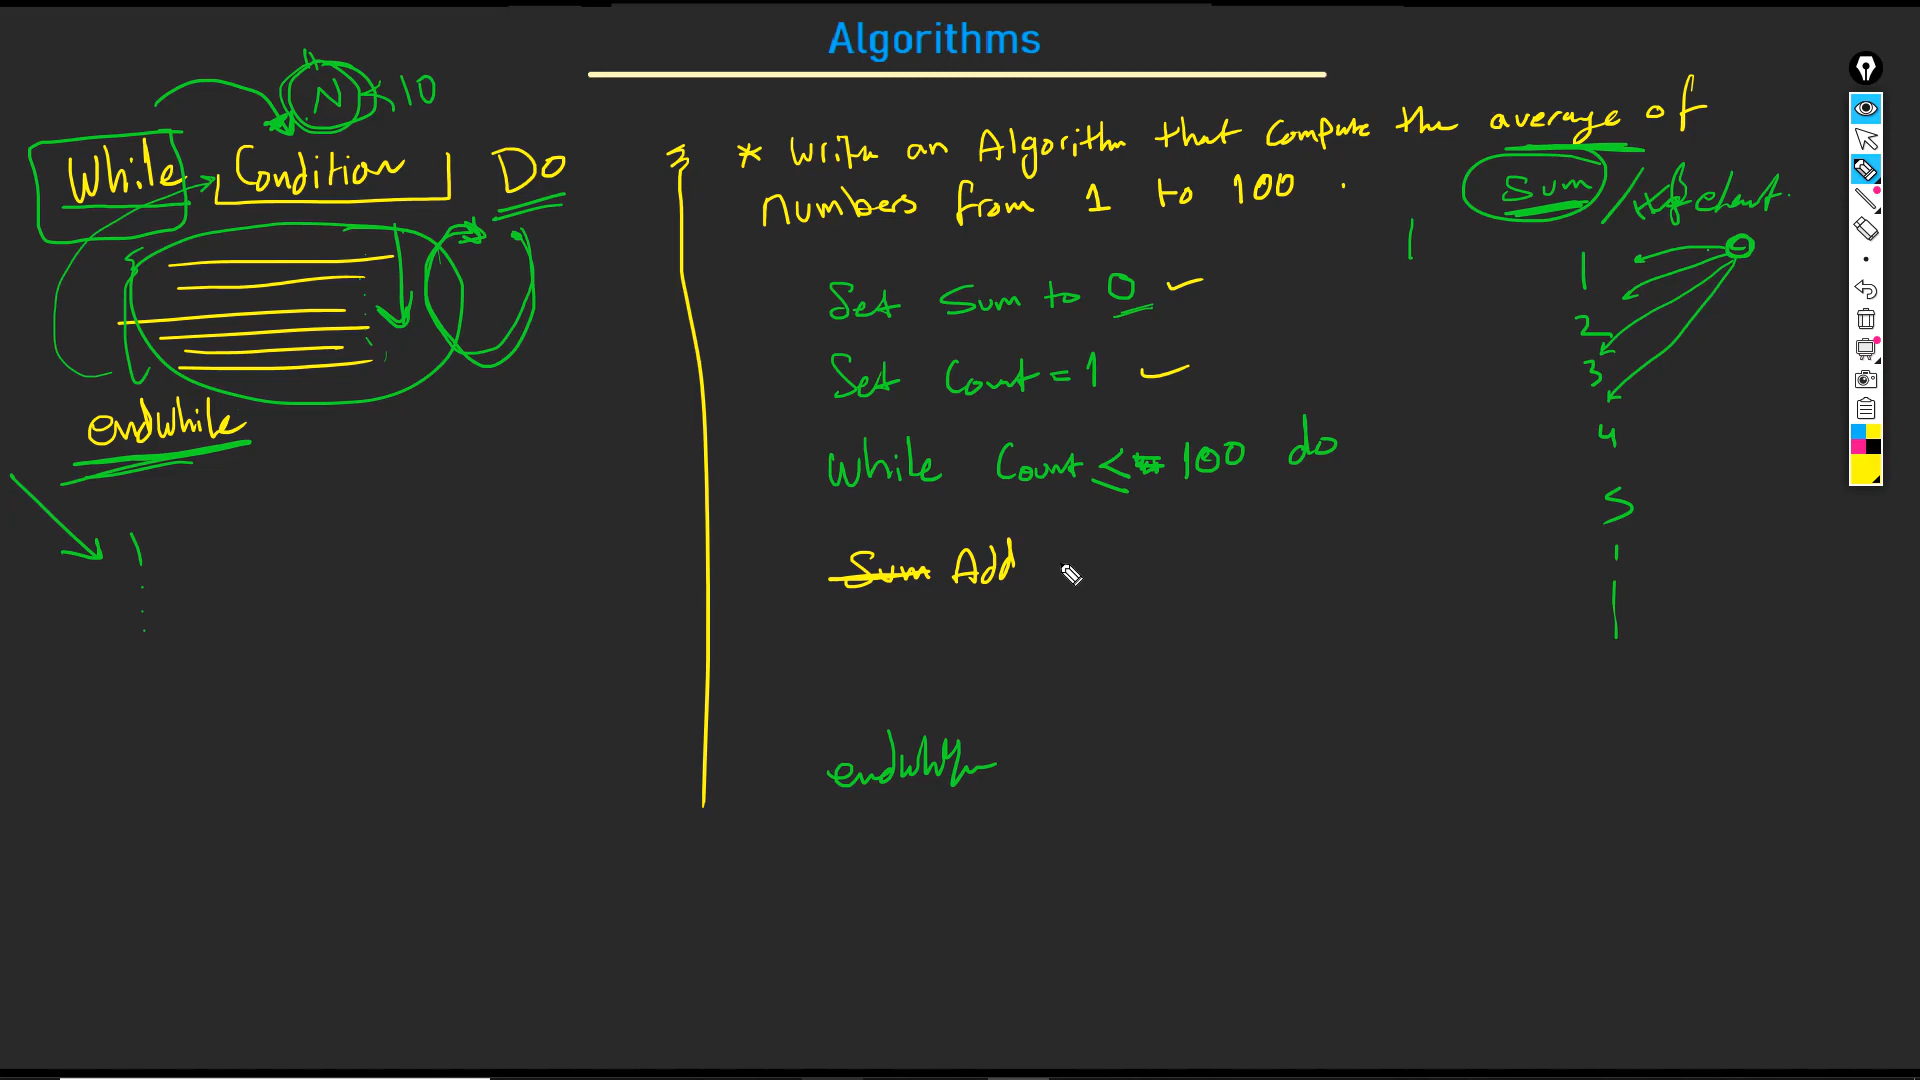 Algorithms
N 10
While Condition Do
endwhile
* Write an Algorithm that compute the average of
numbers from 1 to 100 .
Sum / # of
1
Set Sum to 0
Set Count = 1
While Count <= 100 do
Sum Add
endwhile
1
2
3
4
5